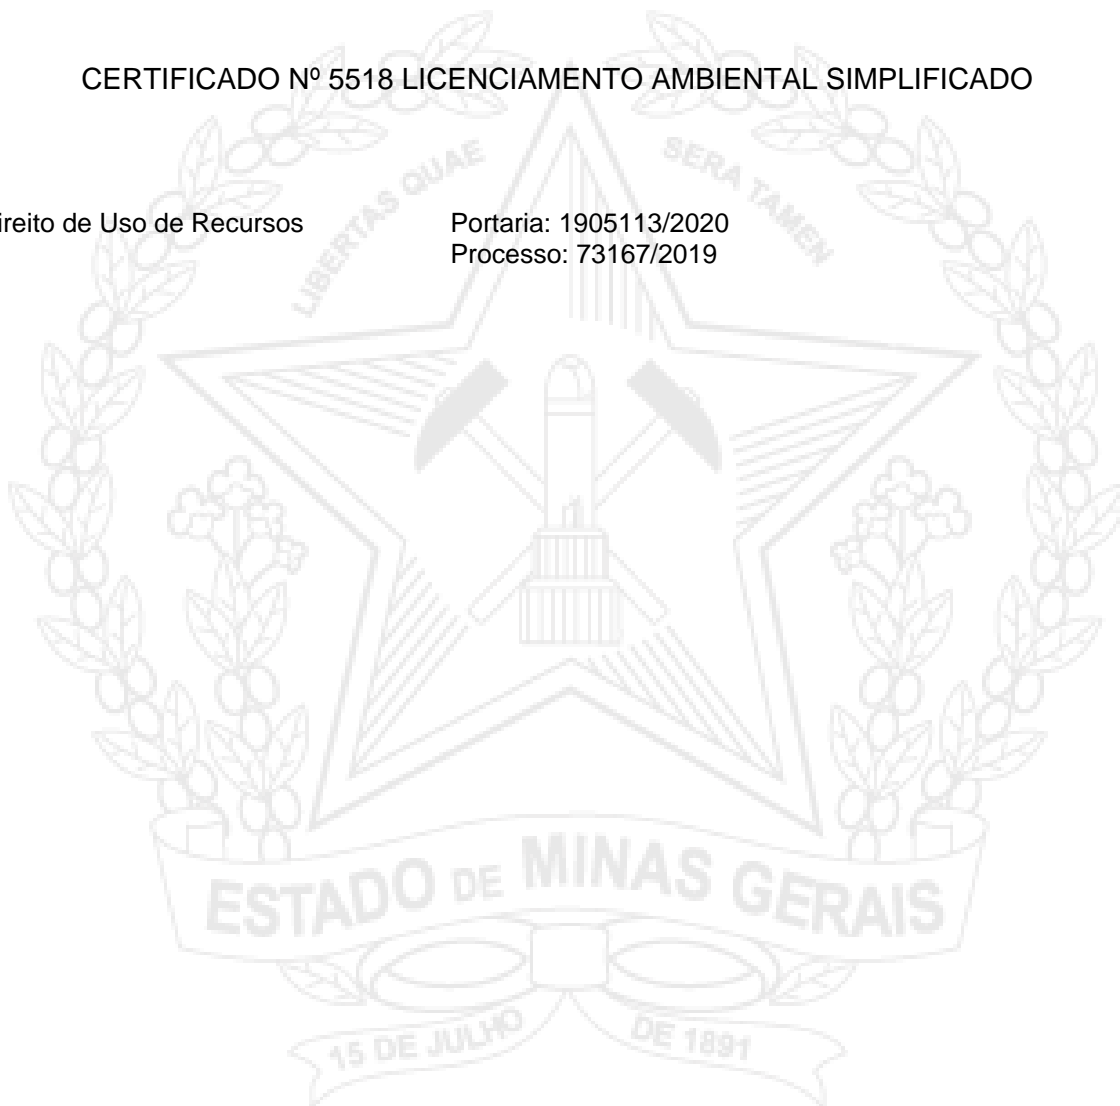 CERTIFICADO Nº 5518 LICENCIAMENTO AMBIENTAL SIMPLIFICADO
ireito de Uso de Recursos
Portaria: 1905113/2020
Processo: 73167/2019
LIBERTAS QUAE SERA TAMEN
ESTADO DE MINAS GERAIS
15 DE JULHO DE 1891